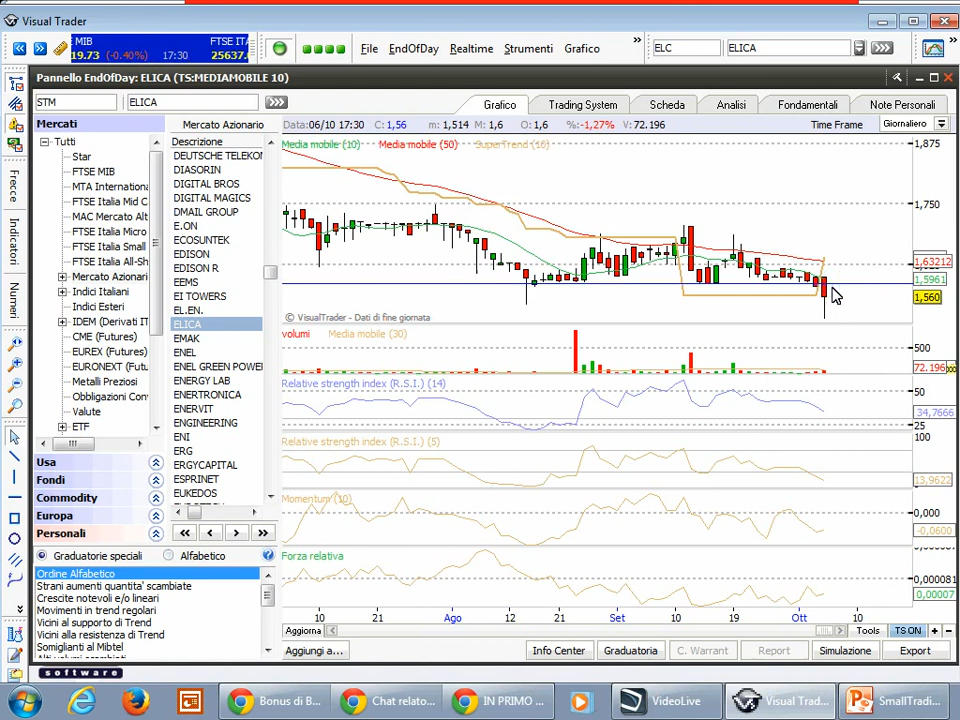 Visual Trader
E MIB
19.73 (-0.40%) 17:30
FTSE ITA
25637.
File EndOfDay Realtime Strumenti Grafico
ELC
ELICA
Pannello EndOfDay: ELICA (TS:MEDIAMOBILE 10)
STM
ELICA
Grafico Trading System Scheda Analisi Fondamentali Note Personali
Mercati
Mercato Azionario
Data:06/10 17:30 C:1,56 m:1,514 M:1,6 O:1,6 %:-1,27% V:72.196
Time Frame Giornaliero
Tutti
Star
FTSE MIB
MTA Internationa
FTSE Italia Mid C
MAC Mercato Alt
FTSE Italia Micro
FTSE Italia Small
FTSE Italia All-Sh
Mercato Azionari
Indici Italiani
Indici Esteri
IDEM (Derivati IT
CME (Futures)
EUREX (Futu
EURONEXT (Futu
Metalli Preziosi
Obbligazioni Conv
Valute
ETF
Usa
Fondi
Commodity
Europa
Personali
Descrizione
DEUTSCHE TELEKON
DIASORIN
DIGITAL BROS
DIGITAL MAGICS
DMAIL GROUP
E.ON
ECOSUNTEK
EDISON
EDISON R
EEMS
EI TOWERS
EL.EN.
ELICA
EMAK
ENEL
ENEL GREEN POWE
ENERGY LAB
ENERTRONICA
ENERVIT
ENGINEERING
ENI
ERG
ERGYCAPITAL
ESPRINET
EUKEDOS
Media mobile (10) Media mobile (50) SuperTrend (10)
1,875
1,750
1,63212
1,5961
1,560
© VisualTrader - Dati di fine giornata
volumi Media mobile (30)
500
72.196
Relative strength index (R.S.I.) (14)
50
34,7666
25
Relative strength index (R.S.I.) (5)
100
13,9622
Momentum (10)
0,000
-0,0600
Forza relativa
0,000081
0,00007
10 21 Ago 12 21 Set 10 19 Ott 10
Graduatorie speciali Alfabetico
Ordine Alfabetico
Strani aumenti quantita' scambiate
Crescite notevoli e/o lineari
Movimenti in trend regolari
Vicini al supporto di Trend
Vicini alla resistenza di Trend
Somiglianti al Mibtel
Aggiorna
Tools TS ON + -
Aggiungi a... Info Center Graduatoria C. Warrant Report Simulazione Export
software
Bonus di B... Chat relato... IN PRIMO ... VideoLive Visual Trad... SmallTradi...